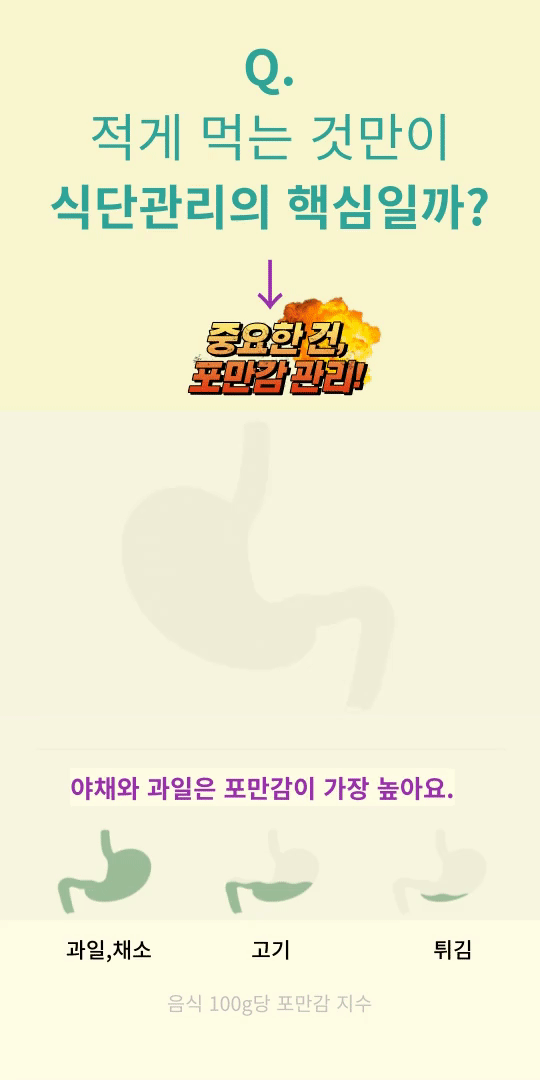 Q.
적게 먹는 것만이
식단관리의 핵심일까?
중요한 건,
포만감 관리!
야채와 과일은 포만감이 가장 높아요.
과일,채소
고기
튀김
음식 100g당 포만감 지수